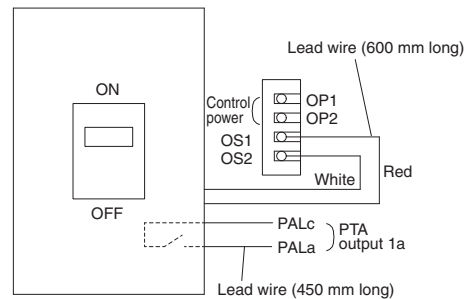 Lead wire (600 mm long)
ON
OFF
Control
power
OP1
OP2
OS1
OS2
White
Red
PALc
PALa
PTA
output 1a
Lead wire (450 mm long)